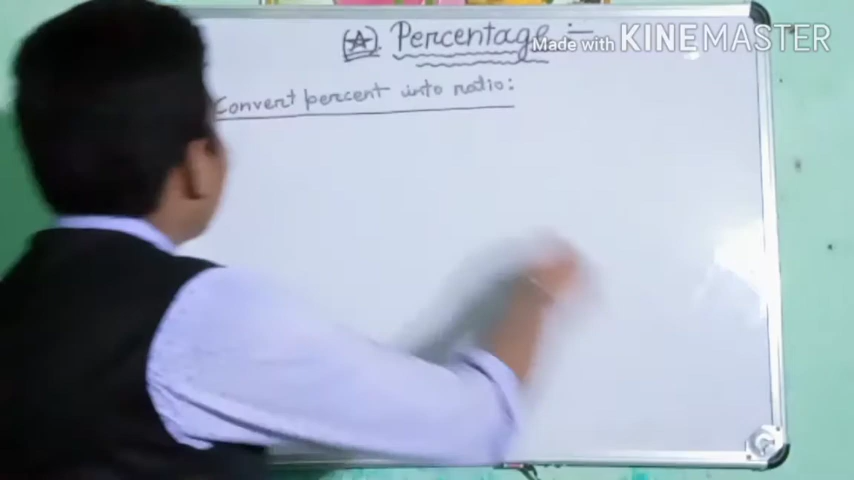 (A). Percentage :-
Made with KINEMASTER
Convert percent into ratio: